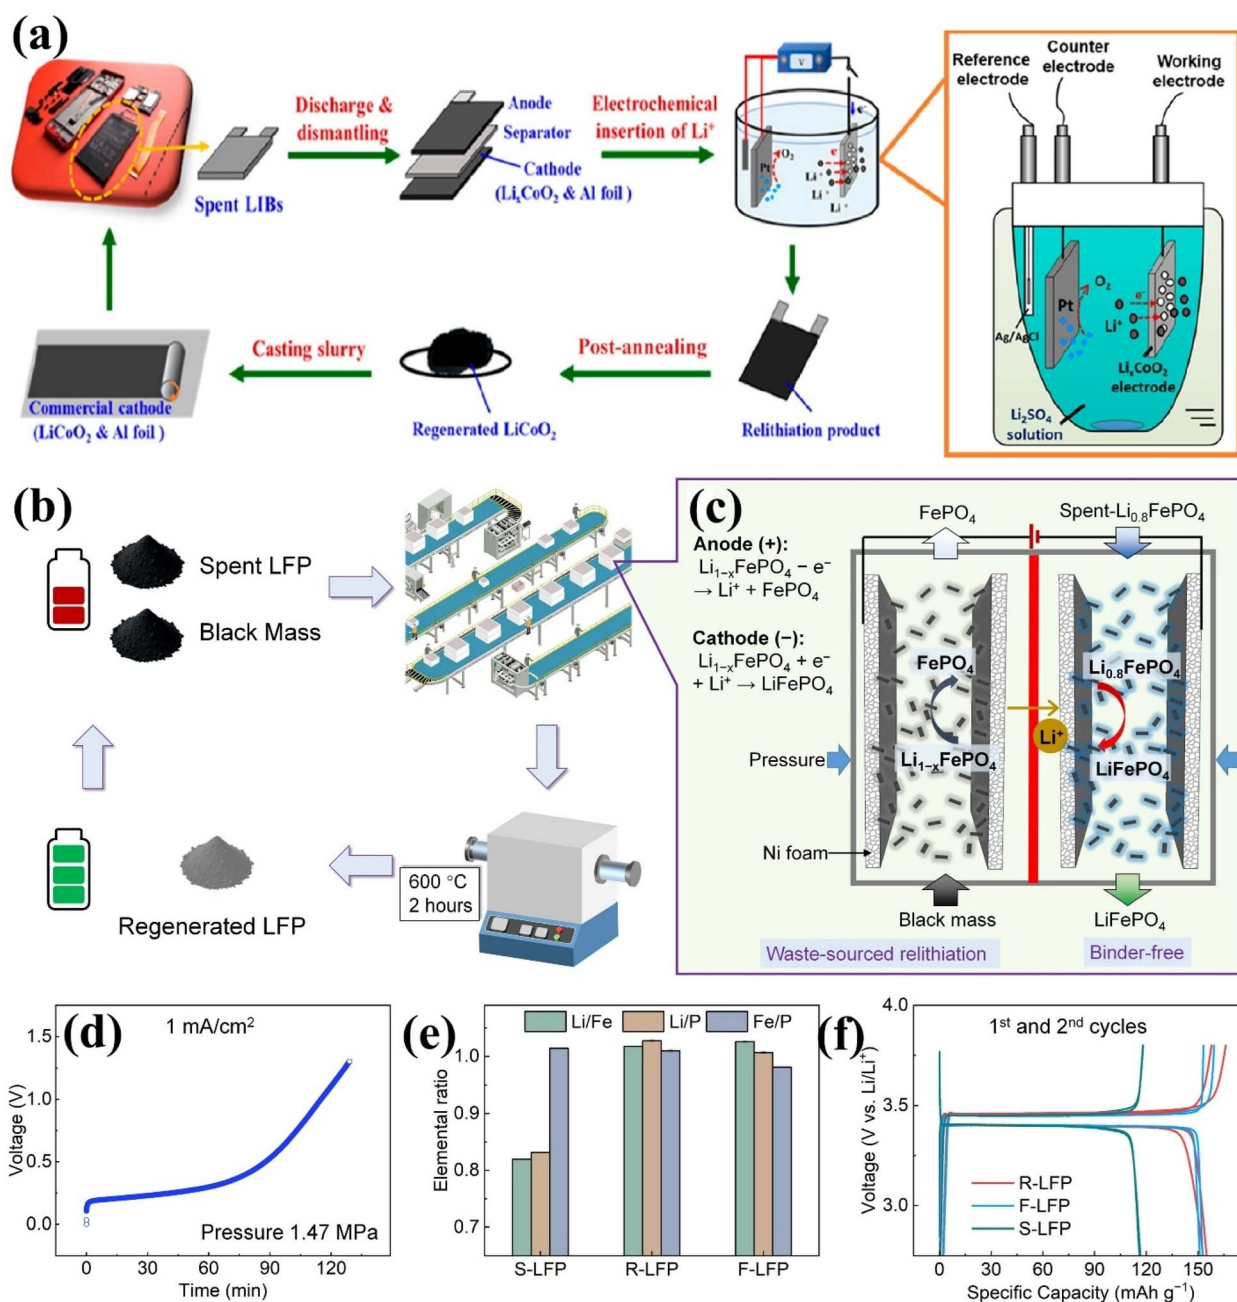 (a)
Discharge &
dismantling
Spent LIBs
Anode
Separator
Cathode
(LiₓCoO₂ & Al foil )
Electrochemical
insertion of Li⁺
V
e⁻
O₂
Pt
e⁻
Li⁺
Li⁺
Li⁺
Reference
electrode
Counter
electrode
Working
electrode
O₂
Pt
e⁻
Li⁺
Ag/AgCl
LiₓCoO₂
electrode
Li₂SO₄
solution
Casting slurry
Post-annealing
Commercial cathode
(LiCoO₂ & Al foil )
Regenerated LiCoO₂
Relithiation product
(b)
Spent LFP
Black Mass
600 °C
2 hours
Regenerated LFP
(c)
FePO₄
Spent-Li₀.₈FePO₄
Anode (+):
Li₁₋ₓFePO₄ – e⁻
→ Li⁺ + FePO₄
Cathode (–):
Li₁₋ₓFePO₄ + e⁻
+ Li⁺ → LiFePO₄
FePO₄
Li₀.₈FePO₄
Li⁺
Li₁₋ₓFePO₄
LiFePO₄
Pressure
Ni foam
Black mass
LiFePO₄
Waste-sourced relithiation
Binder-free
(d)
1 mA/cm²
1.5
1.0
0.5
0.0
Voltage (V)
Pressure 1.47 MPa
0 30 60 90 120
Time (min)
(e)
Li/Fe Li/P Fe/P
1.0
0.9
0.8
0.7
Elemental ratio
S-LFP R-LFP F-LFP
(f)
1st and 2nd cycles
4.0
3.5
3.0
Voltage (V vs. Li/Li⁺)
R-LFP
F-LFP
S-LFP
0 30 60 90 120 150
Specific Capacity (mAh g⁻¹)